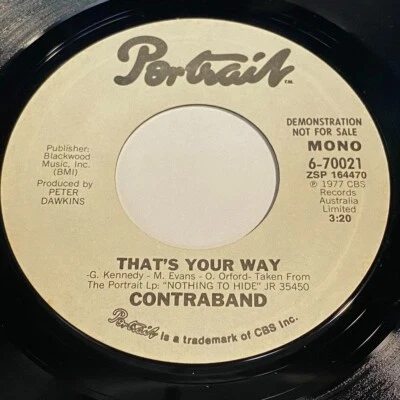 Portrait™
DEMONSTRATION
NOT FOR SALE
MONO
6-70021
ZSP 164470
℗ 1977 CBS
Records
Australia
Limited
3:20
Publisher:
Blackwood
Music, Inc.
(BMI)
Produced by
PETER
DAWKINS
THAT'S YOUR WAY
-G. Kennedy- M. Evans- O. Orford- Taken From
The Portrait Lp: "NOTHING TO HIDE" JR 35450
CONTRABAND
Portrait is a trademark of CBS Inc.